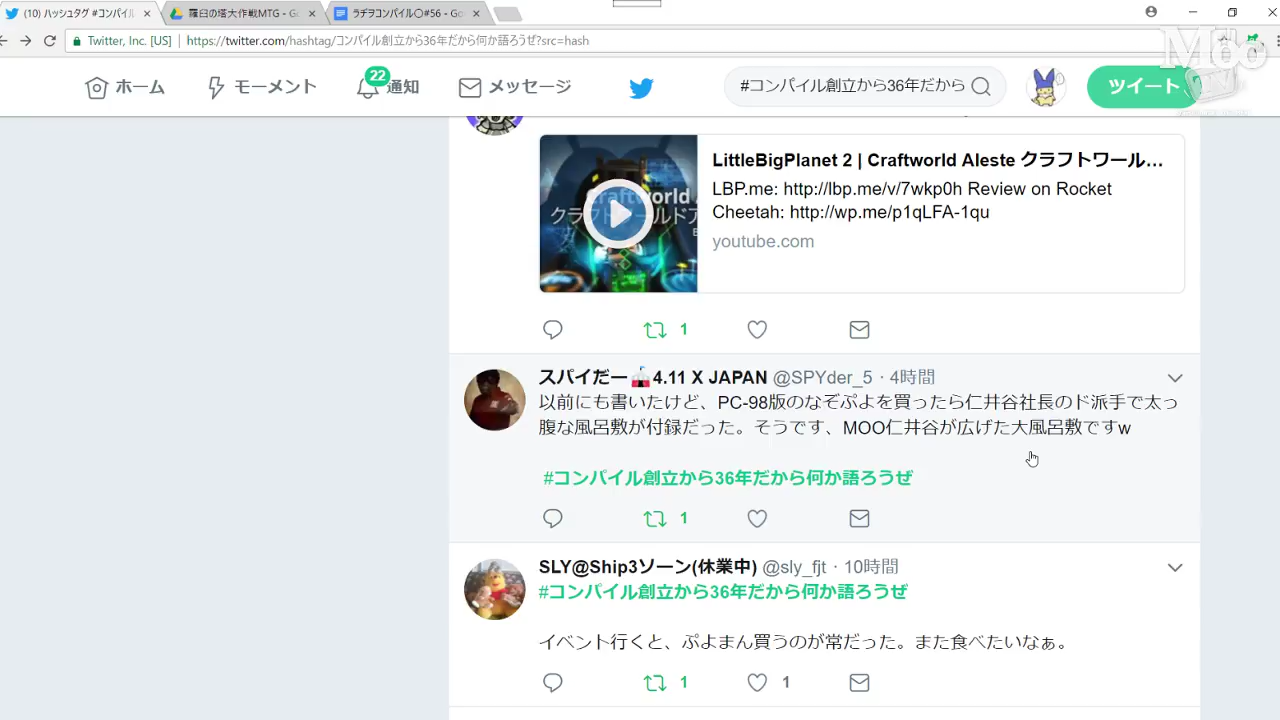 (10) ハッシュタグ #コンパイル
羅臼の塔大作戦MTG - Go
ラヂヲコンパイル〇#56 - Go
Twitter, Inc. [US]
https://twitter.com/hashtag/コンパイル創立から36年だから何か語ろうぜ?src=hash
Moo
ホーム
モーメント
22
通知
メッセージ
#コンパイル創立から36年だから
ツイート
LittleBigPlanet 2 | Craftworld Aleste クラフトワール...
LBP.me: http://lbp.me/v/7wkp0h Review on Rocket
Cheetah: http://wp.me/p1qLFA-1qu
youtube.com
1
スパイだー 4.11 X JAPAN @SPYder_5 · 4時間
以前にも書いたけど、PC-98版のなぞぷよを買ったら仁井谷社長のド派手で太っ
腹な風呂敷が付録だった。そうです、MOO仁井谷が広げた大風呂敷ですw
#コンパイル創立から36年だから何か語ろうぜ
1
SLY@Ship3ソーン(休業中) @sly_fjt · 10時間
#コンパイル創立から36年だから何か語ろうぜ
イベント行くと、ぷよまん買うのが常だった。また食べたいなぁ。
1
1